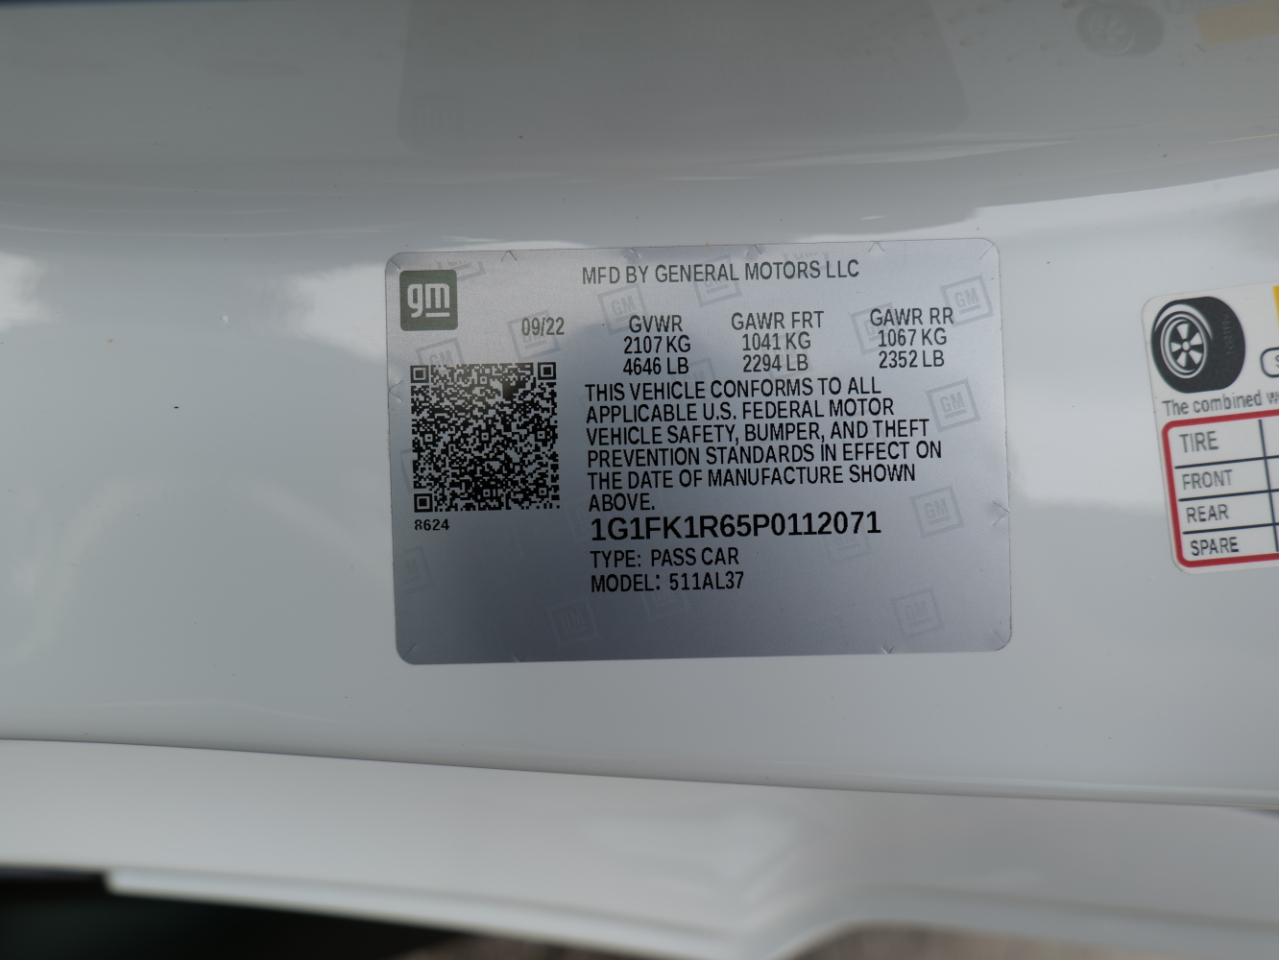 gm
MFD BY GENERAL MOTORS LLC
09/22
GVWR GAWR FRT GAWR RR
2107 KG 1041 KG 1067 KG
4646 LB 2294 LB 2352 LB
THIS VEHICLE CONFORMS TO ALL
APPLICABLE U.S. FEDERAL MOTOR
VEHICLE SAFETY, BUMPER, AND THEFT
PREVENTION STANDARDS IN EFFECT ON
THE DATE OF MANUFACTURE SHOWN
ABOVE.
8624
1G1FK1R65P0112071
TYPE: PASS CAR
MODEL: 511AL37
The combined
TIRE
FRONT
REAR
SPARE